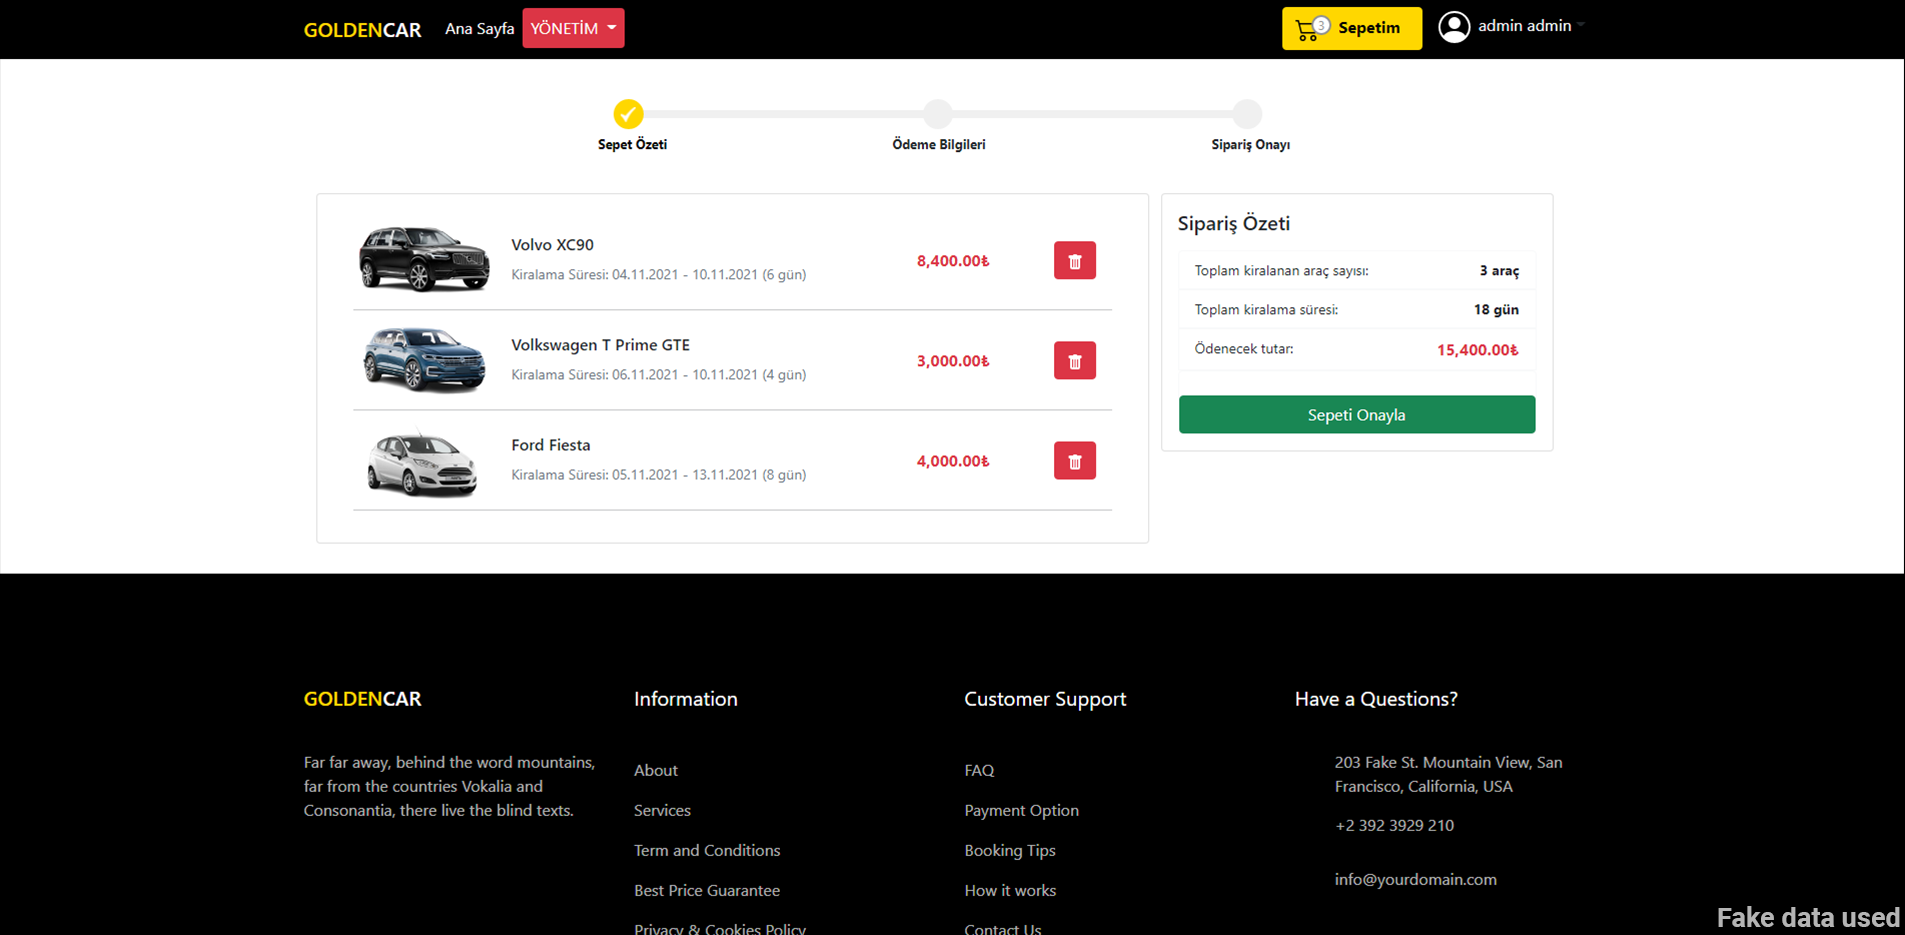 GOLDENCAR Ana Sayfa YÖNETİM 3 Sepetim admin admin
Sepet Özeti Ödeme Bilgileri Sipariş Onayı
Volvo XC90
Kiralama Süresi: 04.11.2021 - 10.11.2021 (6 gün)
8,400.00₺
Volkswagen T Prime GTE
Kiralama Süresi: 06.11.2021 - 10.11.2021 (4 gün)
3,000.00₺
Ford Fiesta
Kiralama Süresi: 05.11.2021 - 13.11.2021 (8 gün)
4,000.00₺
Sipariş Özeti
Toplam kiralanan araç sayısı: 3 araç
Toplam kiralama süresi: 18 gün
Ödenecek tutar: 15,400.00₺
Sepeti Onayla
GOLDENCAR
Far far away, behind the word mountains,
far from the countries Vokalia and
Consonantia, there live the blind texts.
Information
About
Services
Term and Conditions
Best Price Guarantee
Privacy & Cookies Policy
Customer Support
FAQ
Payment Option
Booking Tips
How it works
Contact Us
Have a Questions?
203 Fake St. Mountain View, San
Francisco, California, USA
+2 392 3929 210
info@yourdomain.com
Fake data used